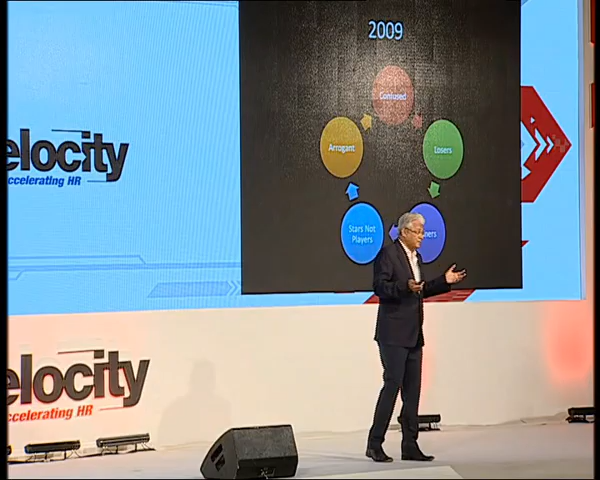 2009
Confused
Arrogant
Losers
Stars Not
Players
elocity
ccelerating HR
elocity
ccelerating HR